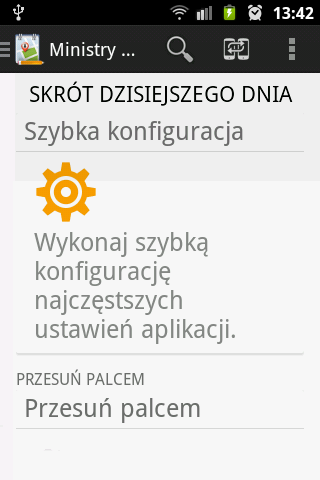 13:42
Ministry ...
SKRÓT DZISIEJSZEGO DNIA
Szybka konfiguracja
Wykonaj szybką
konfigurację
najczęstszych
ustawień aplikacji.
PRZESUŃ PALCEM
Przesuń palcem